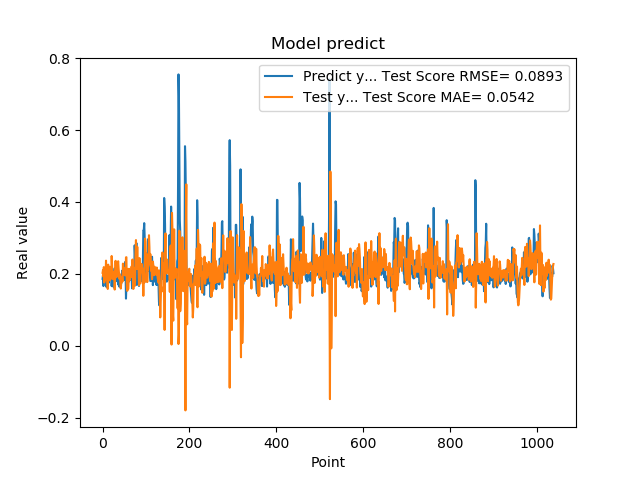 Model predict
Predict y... Test Score RMSE= 0.0893
Test y... Test Score MAE= 0.0542
Real value
0.8
0.6
0.4
0.2
0.0
−0.2
0
200
400
600
800
1000
Point